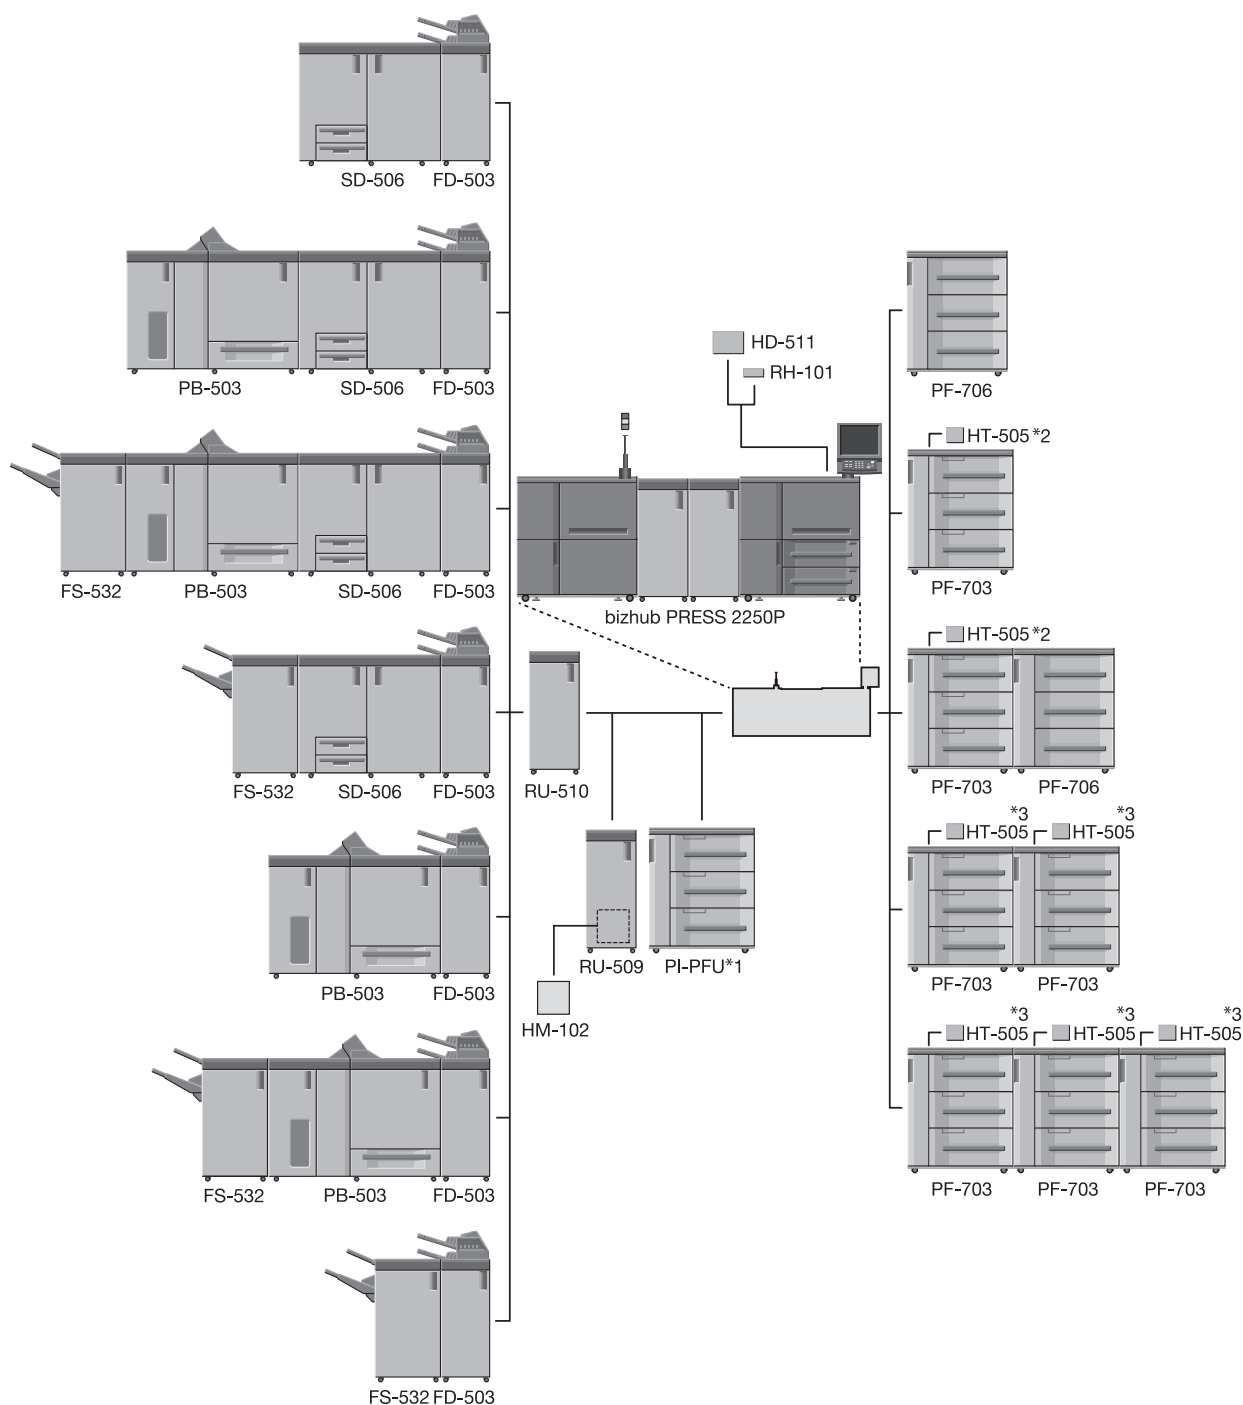 SD-506 FD-503
PB-503 SD-506 FD-503
FS-532 PB-503 SD-506 FD-503
FS-532 SD-506 FD-503
PB-503 FD-503
FS-532 PB-503 FD-503
FS-532 FD-503
HD-511
RH-101
bizhub PRESS 2250P
RU-510
RU-509 PI-PFU*1
HM-102
PF-706
HT-505 *2
PF-703
HT-505 *2
PF-703 PF-706
*3 *3
HT-505 HT-505
PF-703 PF-703
*3 *3 *3
HT-505 HT-505 HT-505
PF-703 PF-703 PF-703